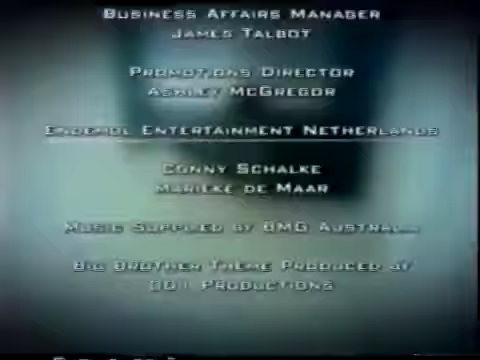 Business Affairs Manager
James Talbot
Promotions Director
Ashley McGregor
Endemol Entertainment Netherlands
Conny Schalke
Marieke de Maar
Music Supplied by BMG Australia
Big Brother Theme Produced by
Productions